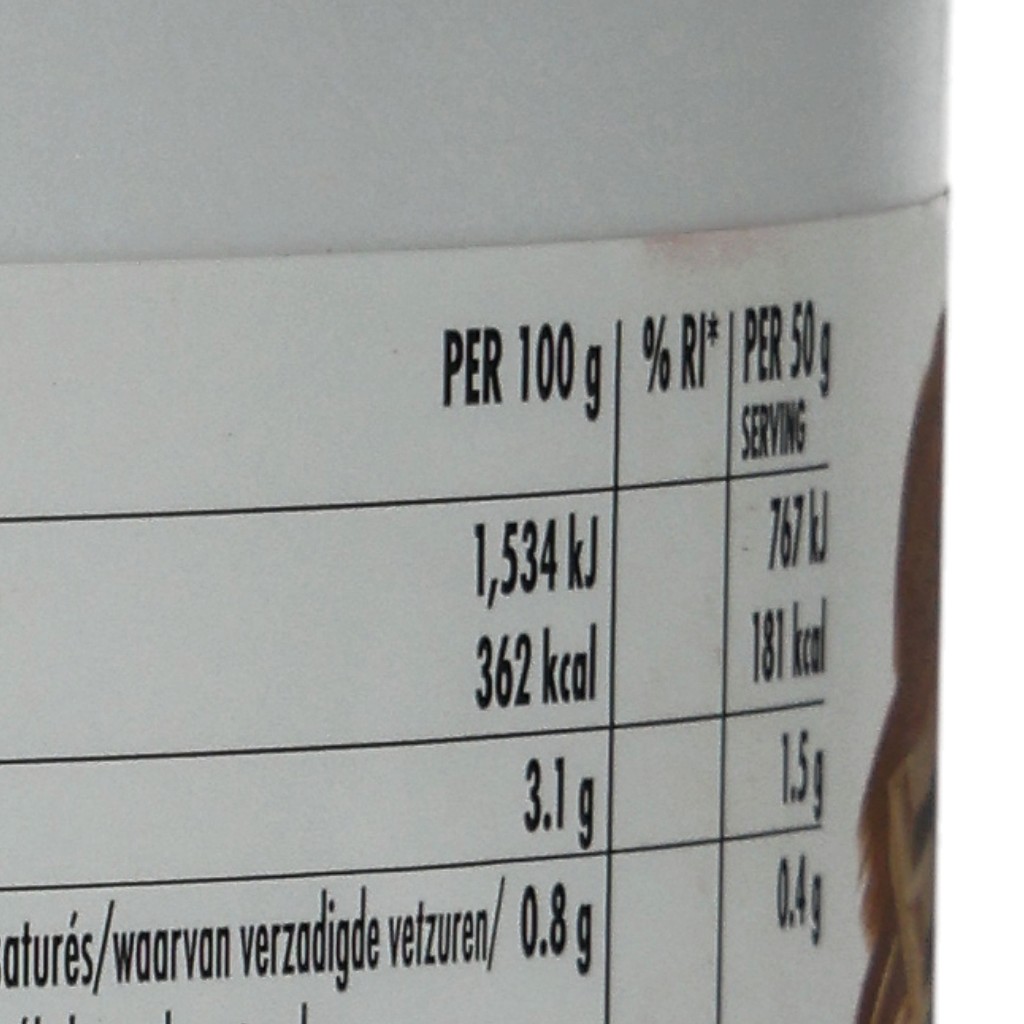 PER 100 g % RI* PER 50 g
SERVING
1,534 kJ 767 kJ
362 kcal 181 kcal
3.1 g 1.5 g
saturés/waarvan verzadigde vetzuren/ 0.8 g 0.4 g